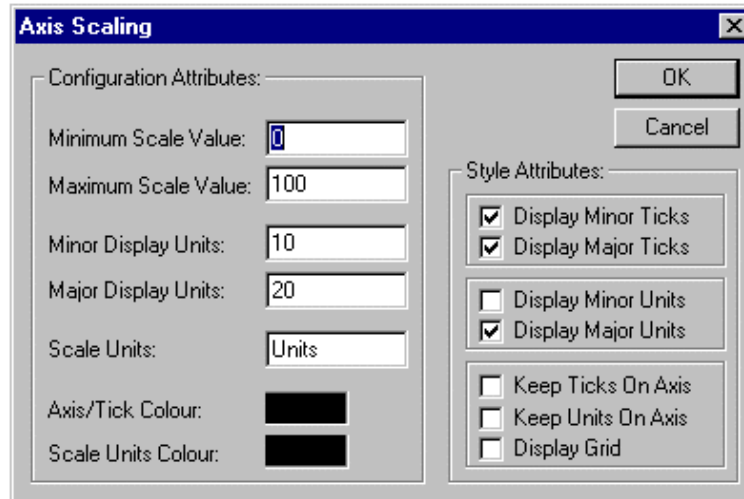 Axis Scaling
Configuration Attributes:
Minimum Scale Value: 0
Maximum Scale Value: 100
Minor Display Units: 10
Major Display Units: 20
Scale Units: Units
Axis/Tick Colour:
Scale Units Colour:
OK
Cancel
Style Attributes:
Display Minor Ticks
Display Major Ticks
Display Minor Units
Display Major Units
Keep Ticks On Axis
Keep Units On Axis
Display Grid